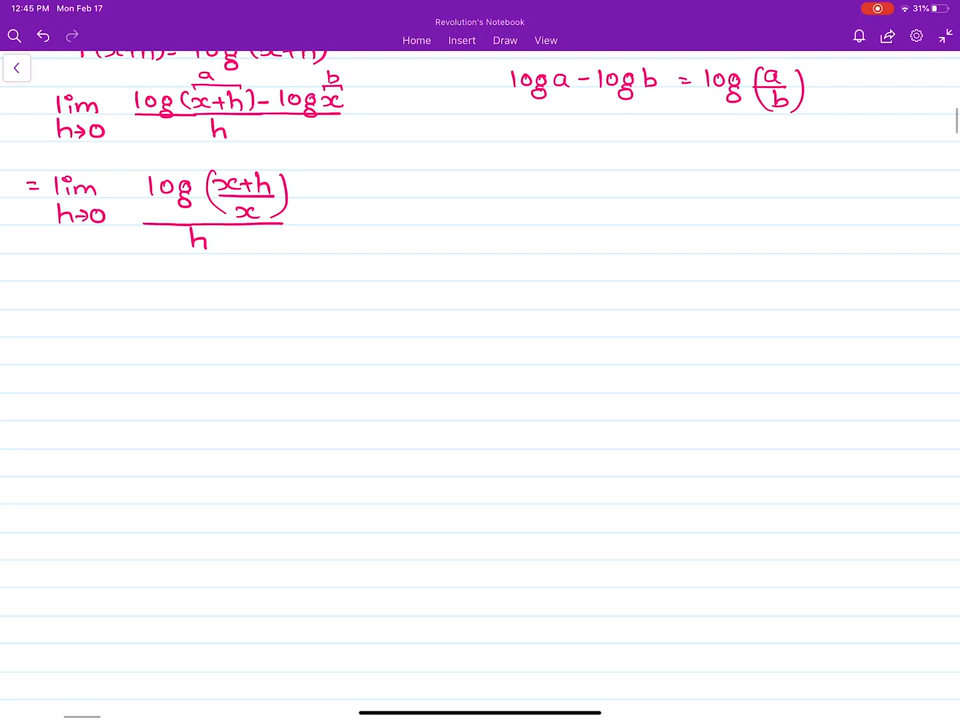 12:45 PM Mon Feb 17
31%
Revolution's Notebook
Home Insert Draw View
f(x+h) = log(x+h)
a b
lim h→0 log(x+h) - log x / h
log a - log b = log (a/b)
= lim h→0 log (x+h / x) / h